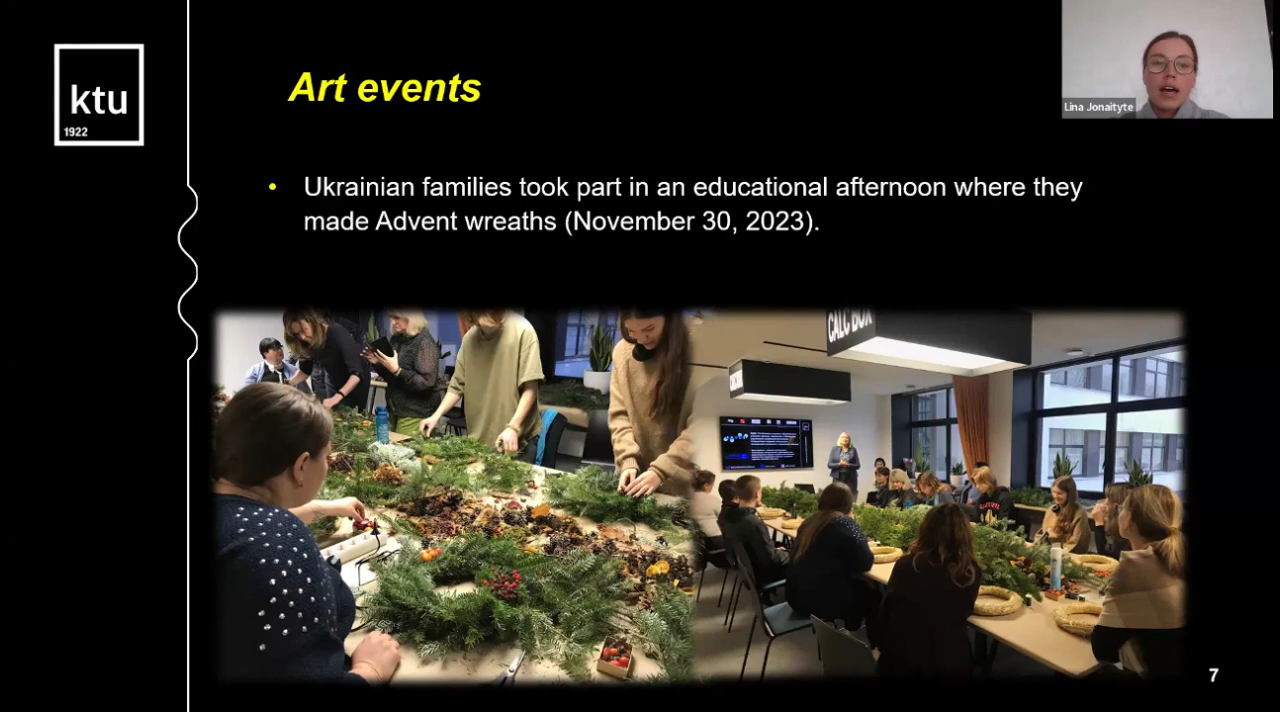 ktu
1922
Art events
Lina Jonaityte
• Ukrainian families took part in an educational afternoon where they
made Advent wreaths (November 30, 2023).
CALC BOX
7